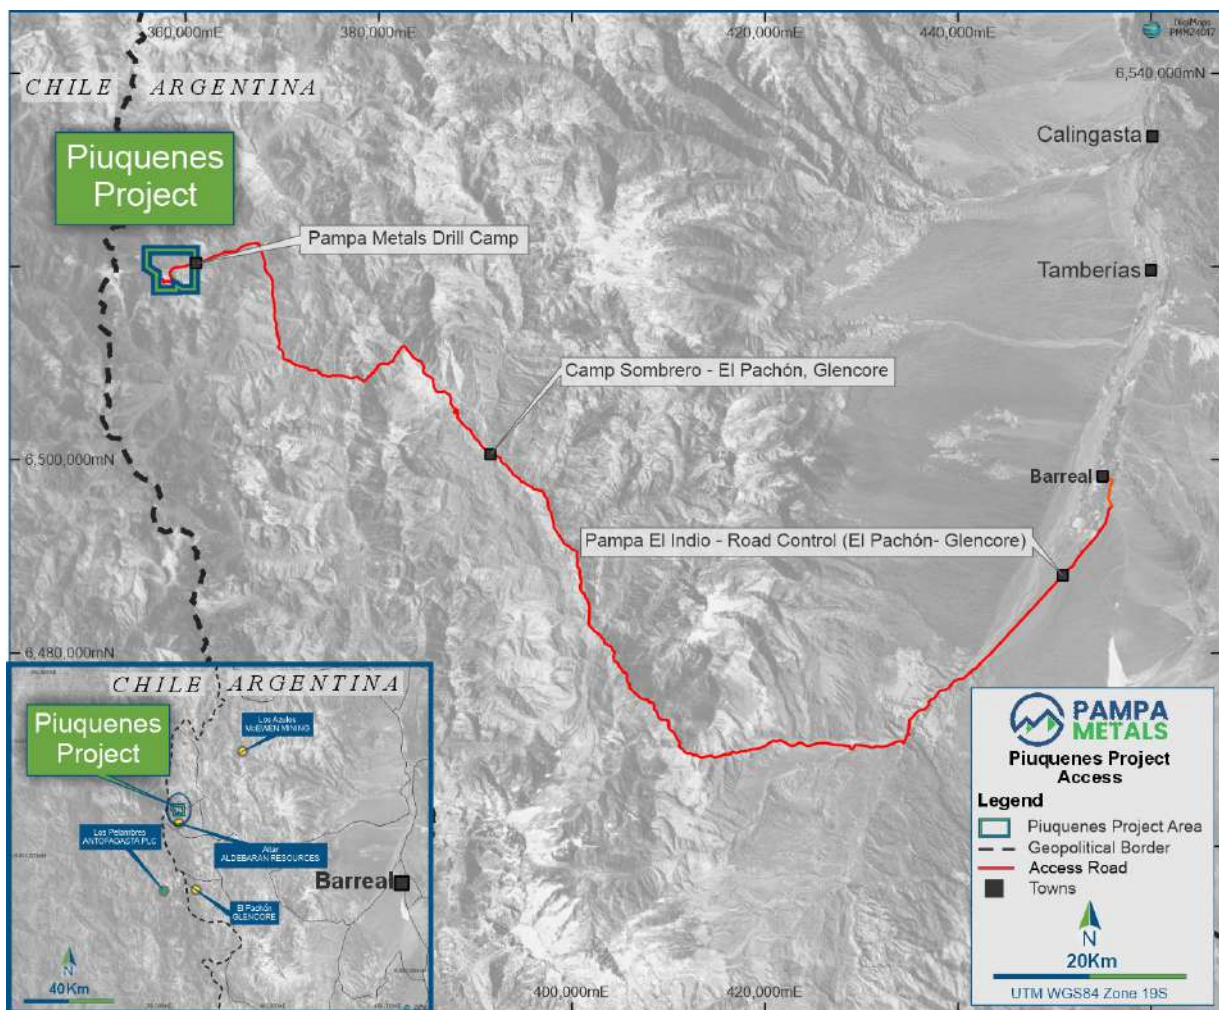 360,000mE
380,000mE
420,000mE
440,000mE
DigiMaps
PMM24017
6,540,000mN
CHILE ARGENTINA
Calingasta
Piuquenes
Project
Pampa Metals Drill Camp
Tamberías
Camp Sombrero - El Pachón, Glencore
6,500,000mN
Barreal
Pampa El Indio - Road Control (El Pachón- Glencore)
6,480,000mN
CHILE ARGENTINA
Piuquenes
Project
Los Azules
McEWEN MINING
Los Pelambres
ANTOFAGASTA PLC
Altar
ALDEBARAN RESOURCES
Barreal
El Pachón
GLENCORE
N
40Km
PAMPA
METALS
Piuquenes Project
Access
Legend
Piuquenes Project Area
Geopolitical Border
Access Road
Towns
N
20Km
UTM WGS84 Zone 19S
400,000mE
420,000mE